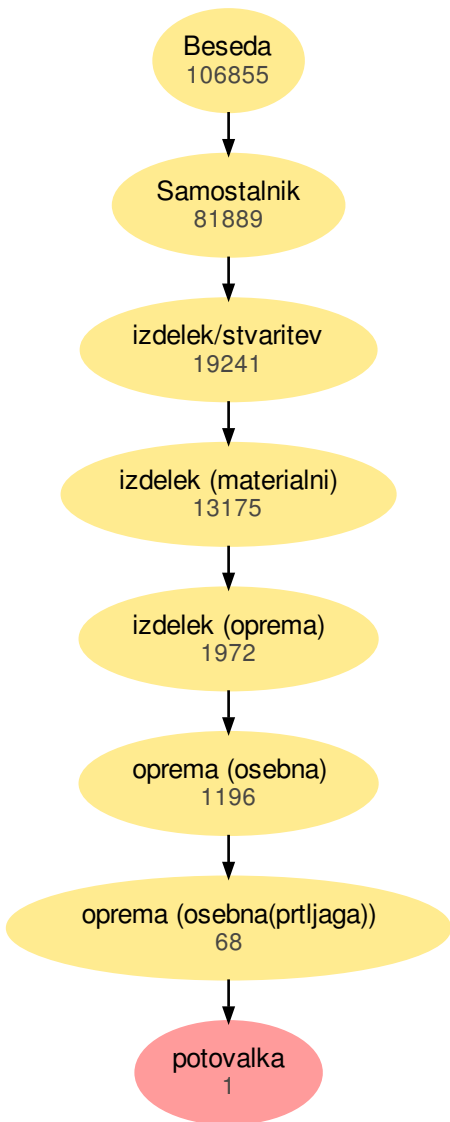 Beseda
106855
Samostalnik
81889
izdelek/stvaritev
19241
izdelek (materialni)
13175
izdelek (oprema)
1972
oprema (osebna)
1196
oprema (osebna(prtljaga))
68
potovalka
1